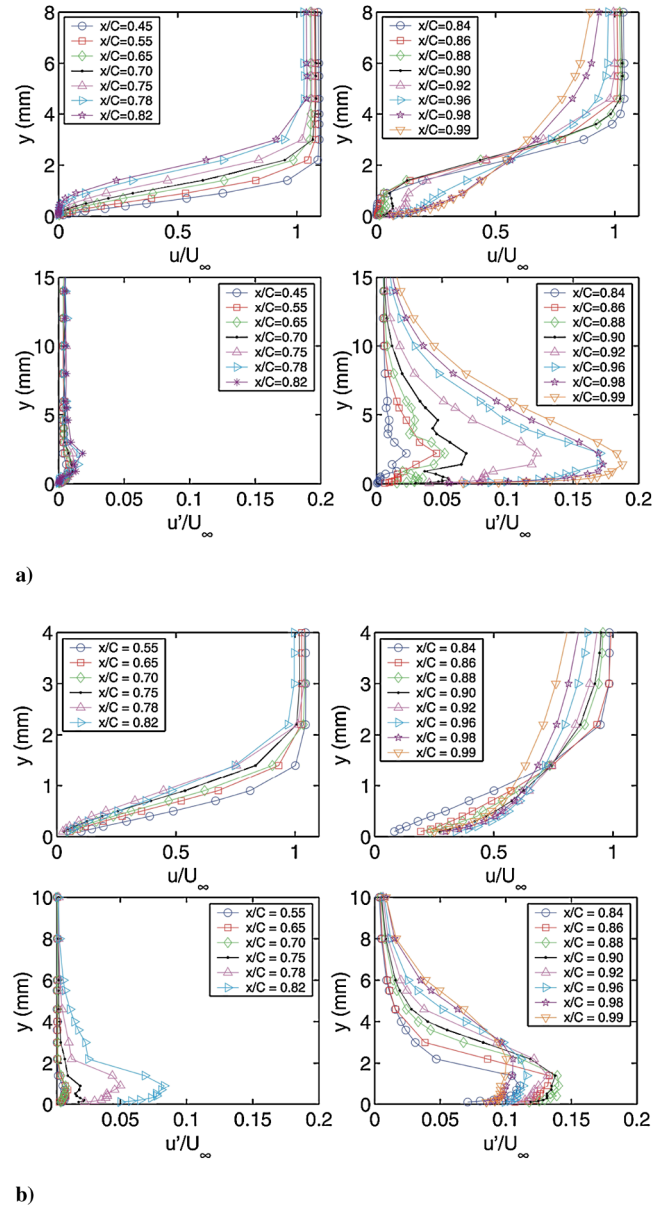 8
6
4
2
0
y (mm)
0
0.5
1
u/U∞
x/C=0.45
x/C=0.55
x/C=0.65
x/C=0.70
x/C=0.75
x/C=0.78
x/C=0.82
8
6
4
2
0
y (mm)
0
0.5
1
u/U∞
x/C=0.84
x/C=0.86
x/C=0.88
x/C=0.90
x/C=0.92
x/C=0.96
x/C=0.98
x/C=0.99
15
10
5
0
y (mm)
0
0.05
0.1
0.15
0.2
u'/U∞
x/C=0.45
x/C=0.55
x/C=0.65
x/C=0.70
x/C=0.75
x/C=0.78
x/C=0.82
15
10
5
0
y (mm)
0
0.05
0.1
0.15
0.2
u'/U∞
x/C=0.84
x/C=0.86
x/C=0.88
x/C=0.90
x/C=0.92
x/C=0.96
x/C=0.98
x/C=0.99
a)
4
3
2
1
0
y (mm)
0
0.5
1
u/U∞
x/C = 0.55
x/C = 0.65
x/C = 0.70
x/C = 0.75
x/C = 0.78
x/C = 0.82
4
3
2
1
0
y (mm)
0
0.5
1
u/U∞
x/C = 0.84
x/C = 0.86
x/C = 0.88
x/C = 0.90
x/C = 0.92
x/C = 0.96
x/C = 0.98
x/C = 0.99
10
8
6
4
2
0
y (mm)
0
0.05
0.1
0.15
0.2
u'/U∞
x/C = 0.55
x/C = 0.65
x/C = 0.70
x/C = 0.75
x/C = 0.78
x/C = 0.82
10
8
6
4
2
0
y (mm)
0
0.05
0.1
0.15
0.2
u'/U∞
x/C = 0.84
x/C = 0.86
x/C = 0.88
x/C = 0.90
x/C = 0.92
x/C = 0.96
x/C = 0.98
x/C = 0.99
b)